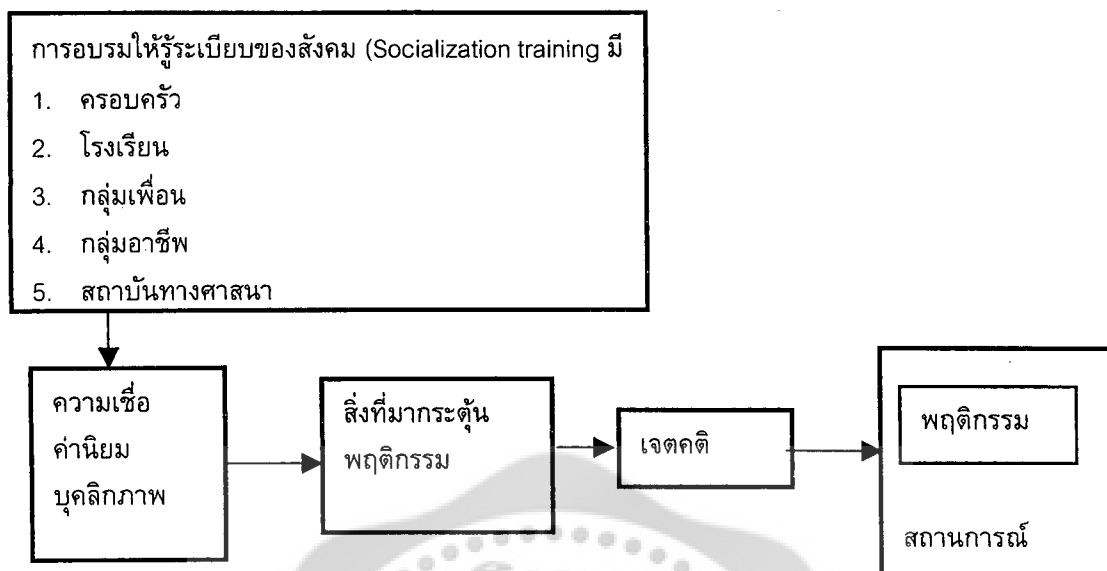 การอบรมให้รู้ระเบียบของสังคม (Socialization training มี
1. ครอบครัว
2. โรงเรียน
3. กลุ่มเพื่อน
4. กลุ่มอาชีพ
5. สถาบันทางศาสนา
ความเชื่อ
ค่านิยม
บุคลิกภาพ
สิ่งที่มากระตุ้น
พฤติกรรม
เจตคติ
พฤติกรรม
สถานการณ์